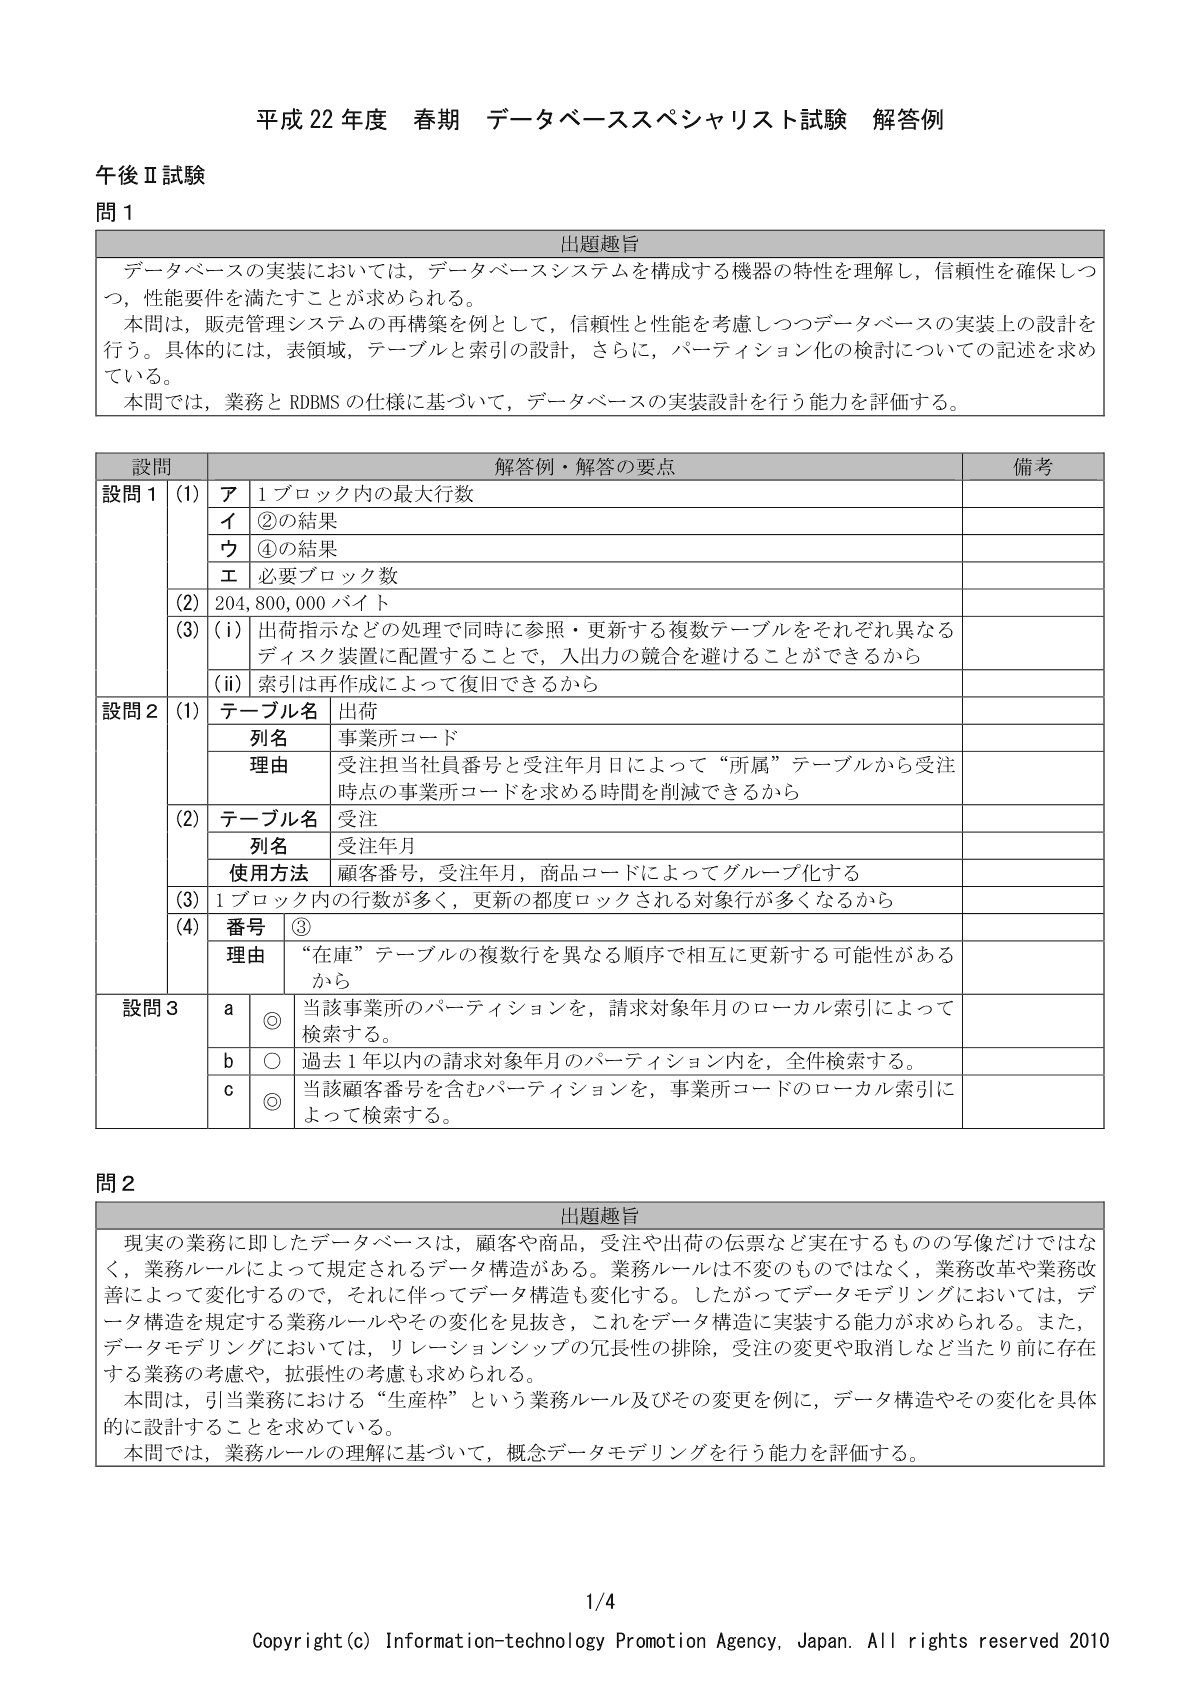 平成 22 年度　春期　データベーススペシャリスト試験　解答例
午後Ⅱ試験
問１
出題趣旨
　データベースの実装においては，データベースシステムを構成する機器の特性を理解し，信頼性を確保しつ
つ，性能要件を満たすことが求められる。
　本問は，販売管理システムの再構築を例として，信頼性と性能を考慮しつつデータベースの実装上の設計を
行う。具体的には，表領域，テーブルと索引の設計，さらに，パーティション化の検討についての記述を求め
ている。
　本問では，業務と RDBMS の仕様に基づいて，データベースの実装設計を行う能力を評価する。
設問 解答例・解答の要点 備考
設問１ (1) ア １ブロック内の最大行数
イ ②の結果
ウ ④の結果
エ 必要ブロック数
(2) 204,800,000 バイト
(3) (ⅰ) 出荷指示などの処理で同時に参照・更新する複数テーブルをそれぞれ異なる
ディスク装置に配置することで，入出力の競合を避けることができるから
(ⅱ) 索引は再作成によって復旧できるから
設問２ (1) テーブル名 出荷
列名 事業所コード
理由 受注担当社員番号と受注年月日によって“所属”テーブルから受注
時点の事業所コードを求める時間を削減できるから
(2) テーブル名 受注
列名 受注年月
使用方法 顧客番号，受注年月，商品コードによってグループ化する
(3) １ブロック内の行数が多く，更新の都度ロックされる対象行が多くなるから
(4) 番号 ③
理由 “在庫”テーブルの複数行を異なる順序で相互に更新する可能性がある
から
設問３ a ◎ 当該事業所のパーティションを，請求対象年月のローカル索引によって
検索する。
b ○ 過去１年以内の請求対象年月のパーティション内を，全件検索する。
c ◎ 当該顧客番号を含むパーティションを，事業所コードのローカル索引に
よって検索する。
問２
出題趣旨
　現実の業務に即したデータベースは，顧客や商品，受注や出荷の伝票など実在するものの写像だけではな
く，業務ルールによって規定されるデータ構造がある。業務ルールは不変のものではなく，業務改革や業務改
善によって変化するので，それに伴ってデータ構造も変化する。したがってデータモデリングにおいては，デ
ータ構造を規定する業務ルールやその変化を見抜き，これをデータ構造に実装する能力が求められる。また，
データモデリングにおいては，リレーションシップの冗長性の排除，受注の変更や取消しなど当たり前に存在
する業務の考慮や，拡張性の考慮も求められる。
　本問は，引当業務における“生産枠”という業務ルール及びその変更を例に，データ構造やその変化を具体
的に設計することを求めている。
　本問では，業務ルールの理解に基づいて，概念データモデリングを行う能力を評価する。
1/4
Copyright(c) Information-technology Promotion Agency, Japan. All rights reserved 2010